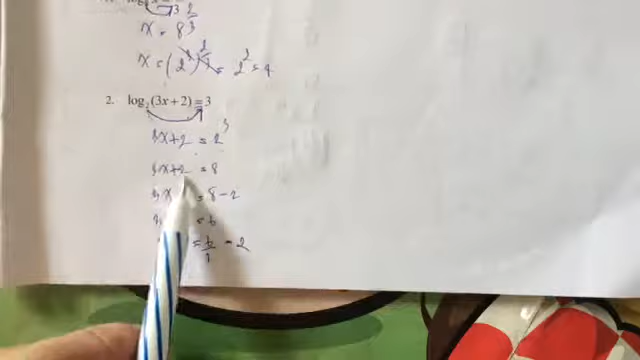 x = 8^{2/3}
x = (2^3)^{2/3} = 2^2 = 4
2. log_2(3x+2) = 3
3x+2 = 2^3
3x+2 = 8
3x = 8-2
= 6
= 6/3 = 2